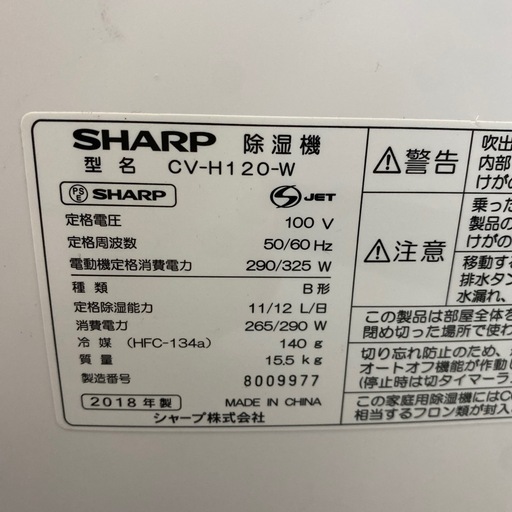 SHARP 除湿機
型名 CV-H120-W
PSE SHARP S JET
定格電圧 100 V
定格周波数 50/60 Hz
電動機定格消費電力 290/325 W
種類 B形
定格除湿能力 11/12 L/日
消費電力 265/290 W
冷媒 (HFC-134a) 140 g
質量 15.5 kg
製造番号 8009977
2018年製 MADE IN CHINA
シャープ株式会社
警告
吹出
内部
けがの
注意
乗った
製品の
けがの
移動する
排水タン
水漏れ、
この製品は部屋全体を
閉め切った場所で使わ
切り忘れ防止のため、
オートオフ機能が作動し
(停止時は切タイマーラ
この家庭用除湿機にはCO
相当するフロン類が封入